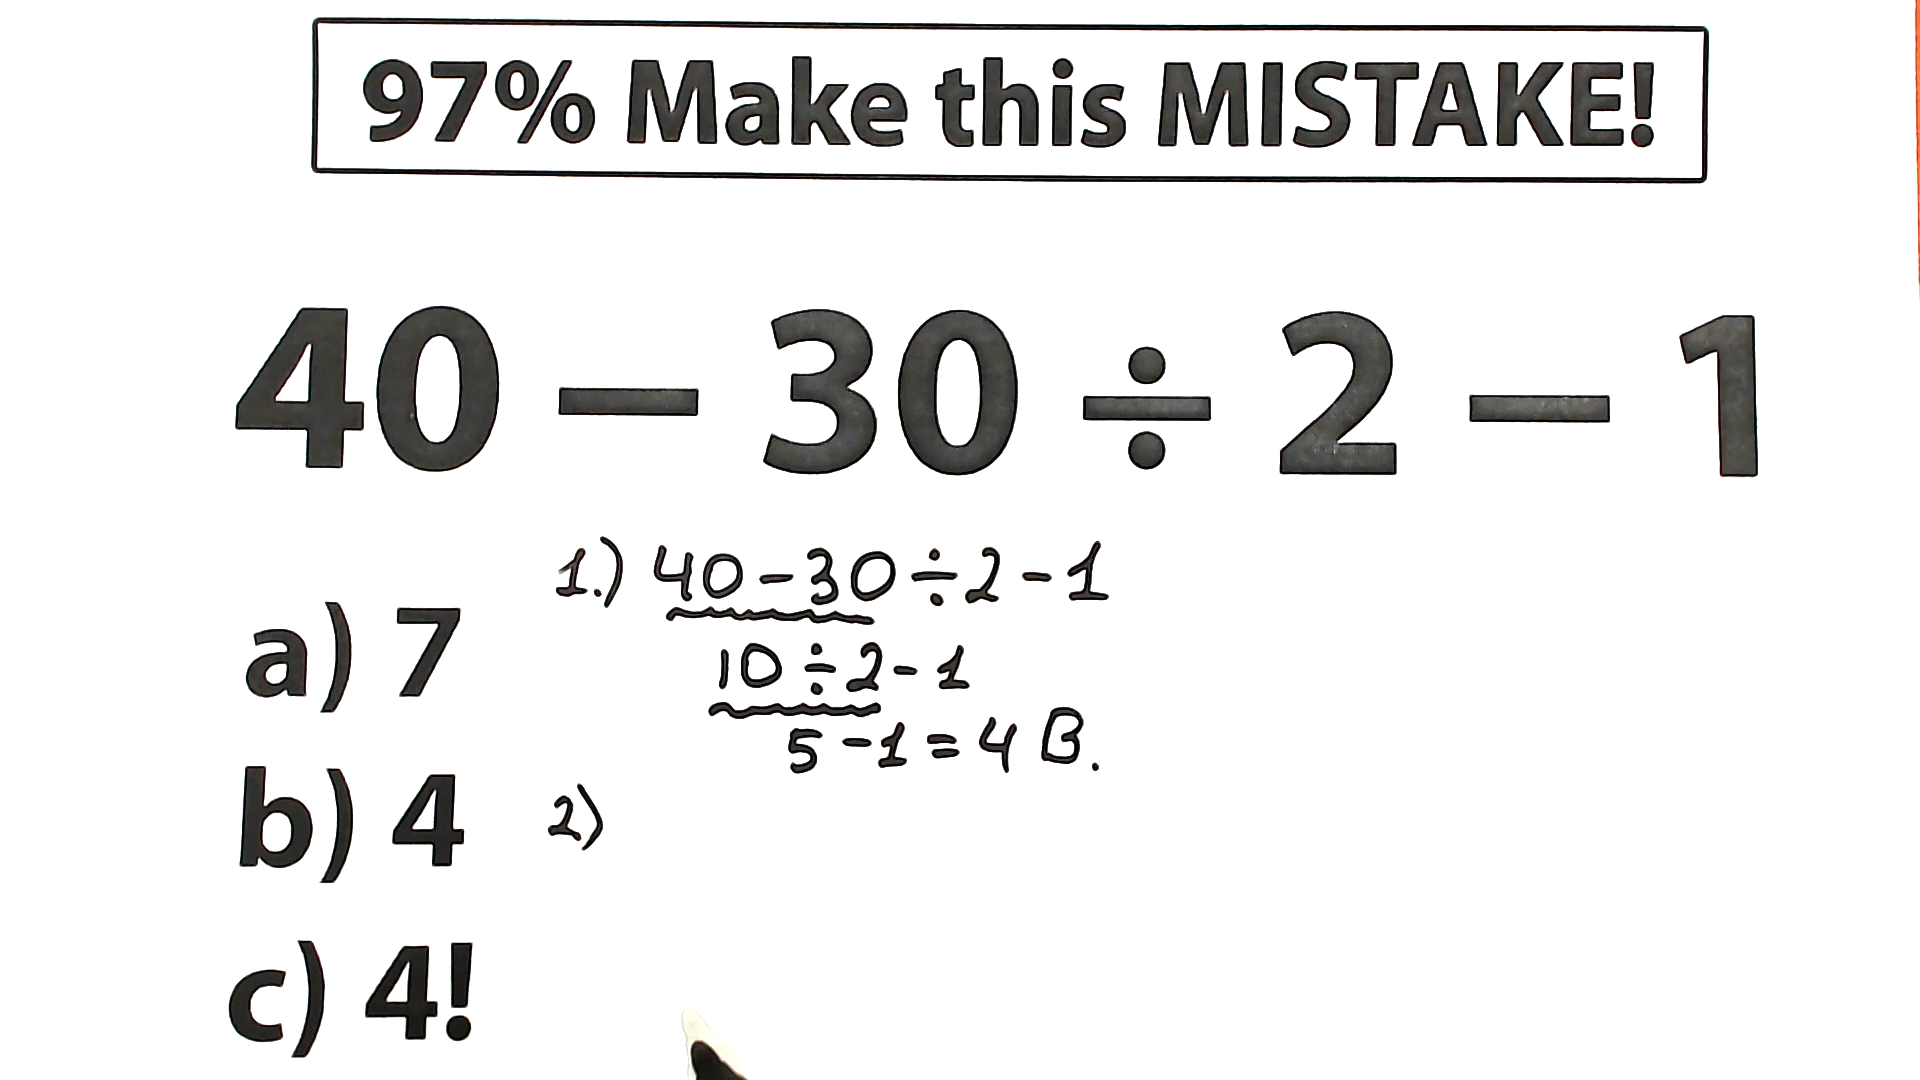 97% Make this MISTAKE!
40 – 30 ÷ 2 – 1
1.) 40-30÷2-1
a) 7
10÷2-1
5-1=4 B.
b) 4
2)
c) 4!